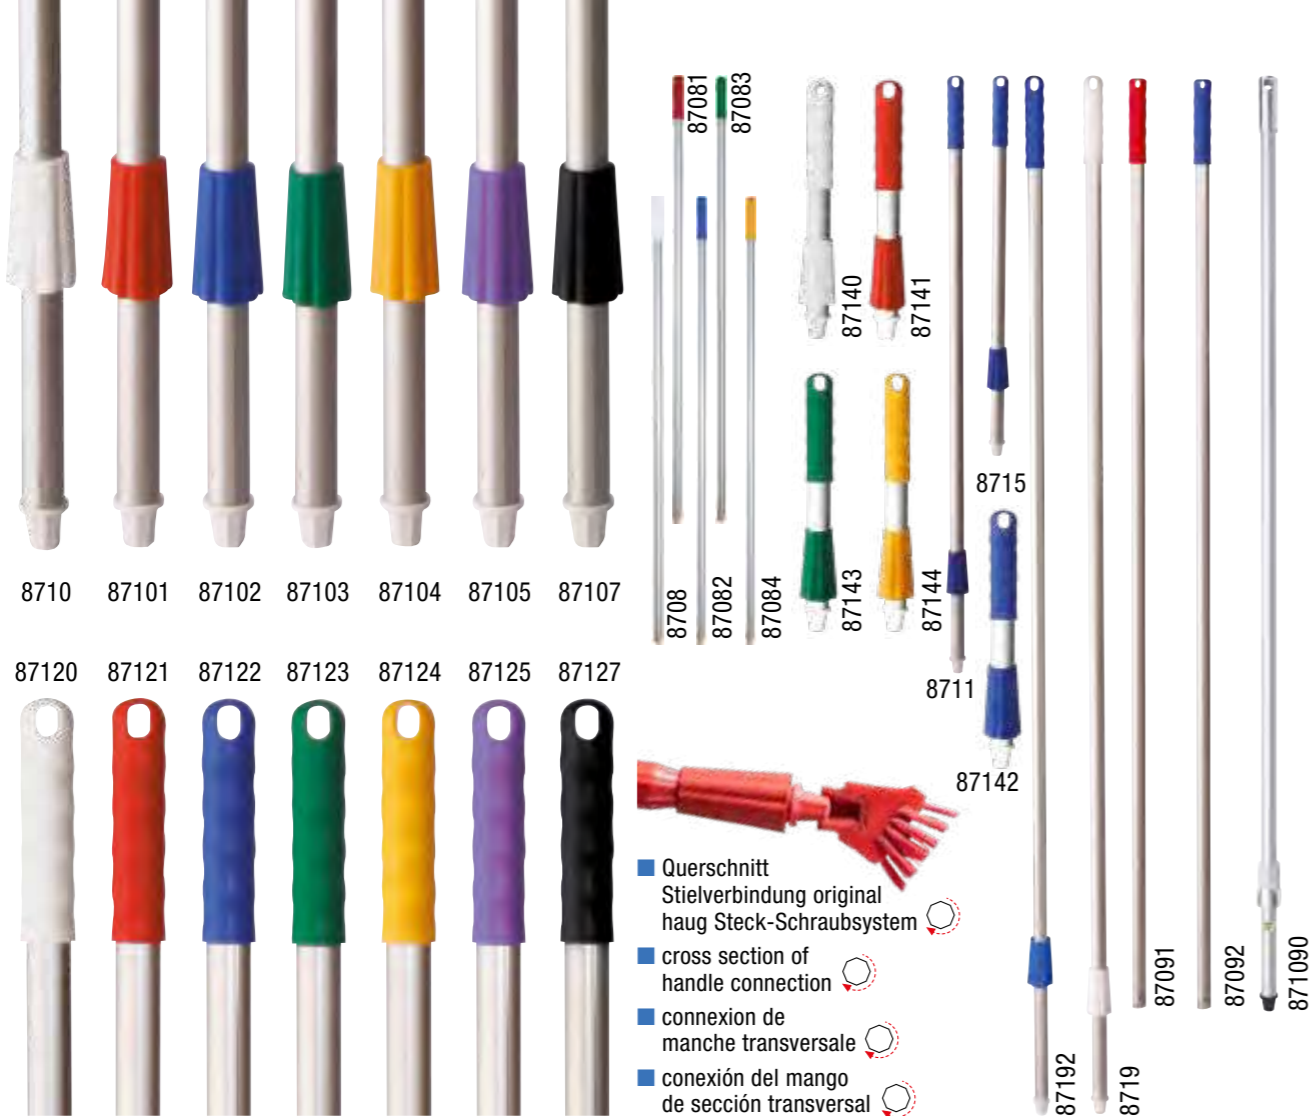 8710 87101 87102 87103 87104 87105 87107
87120 87121 87122 87123 87124 87125 87127
87081
87083
8708
87082
87084
87140
87141
87143
87144
8715
8711
87142
87192
8719
87091
87092
871090
Querschnitt
Stielverbindung original
haug Steck-Schraubsystem
cross section of
handle connection
connexion de
manche transversale
conexión del mango
de sección transversal